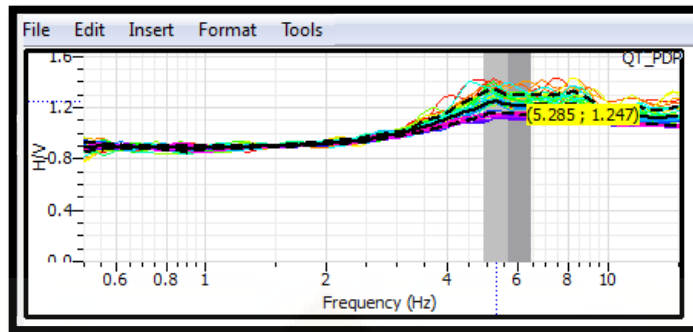 File Edit Insert Format Tools
QT_PDP
1.6
1.2
(5.285 ; 1.247)
H/V
0.8
0.4
0.0
0.6 0.8 1 2 4 6 8 10
Frequency (Hz)